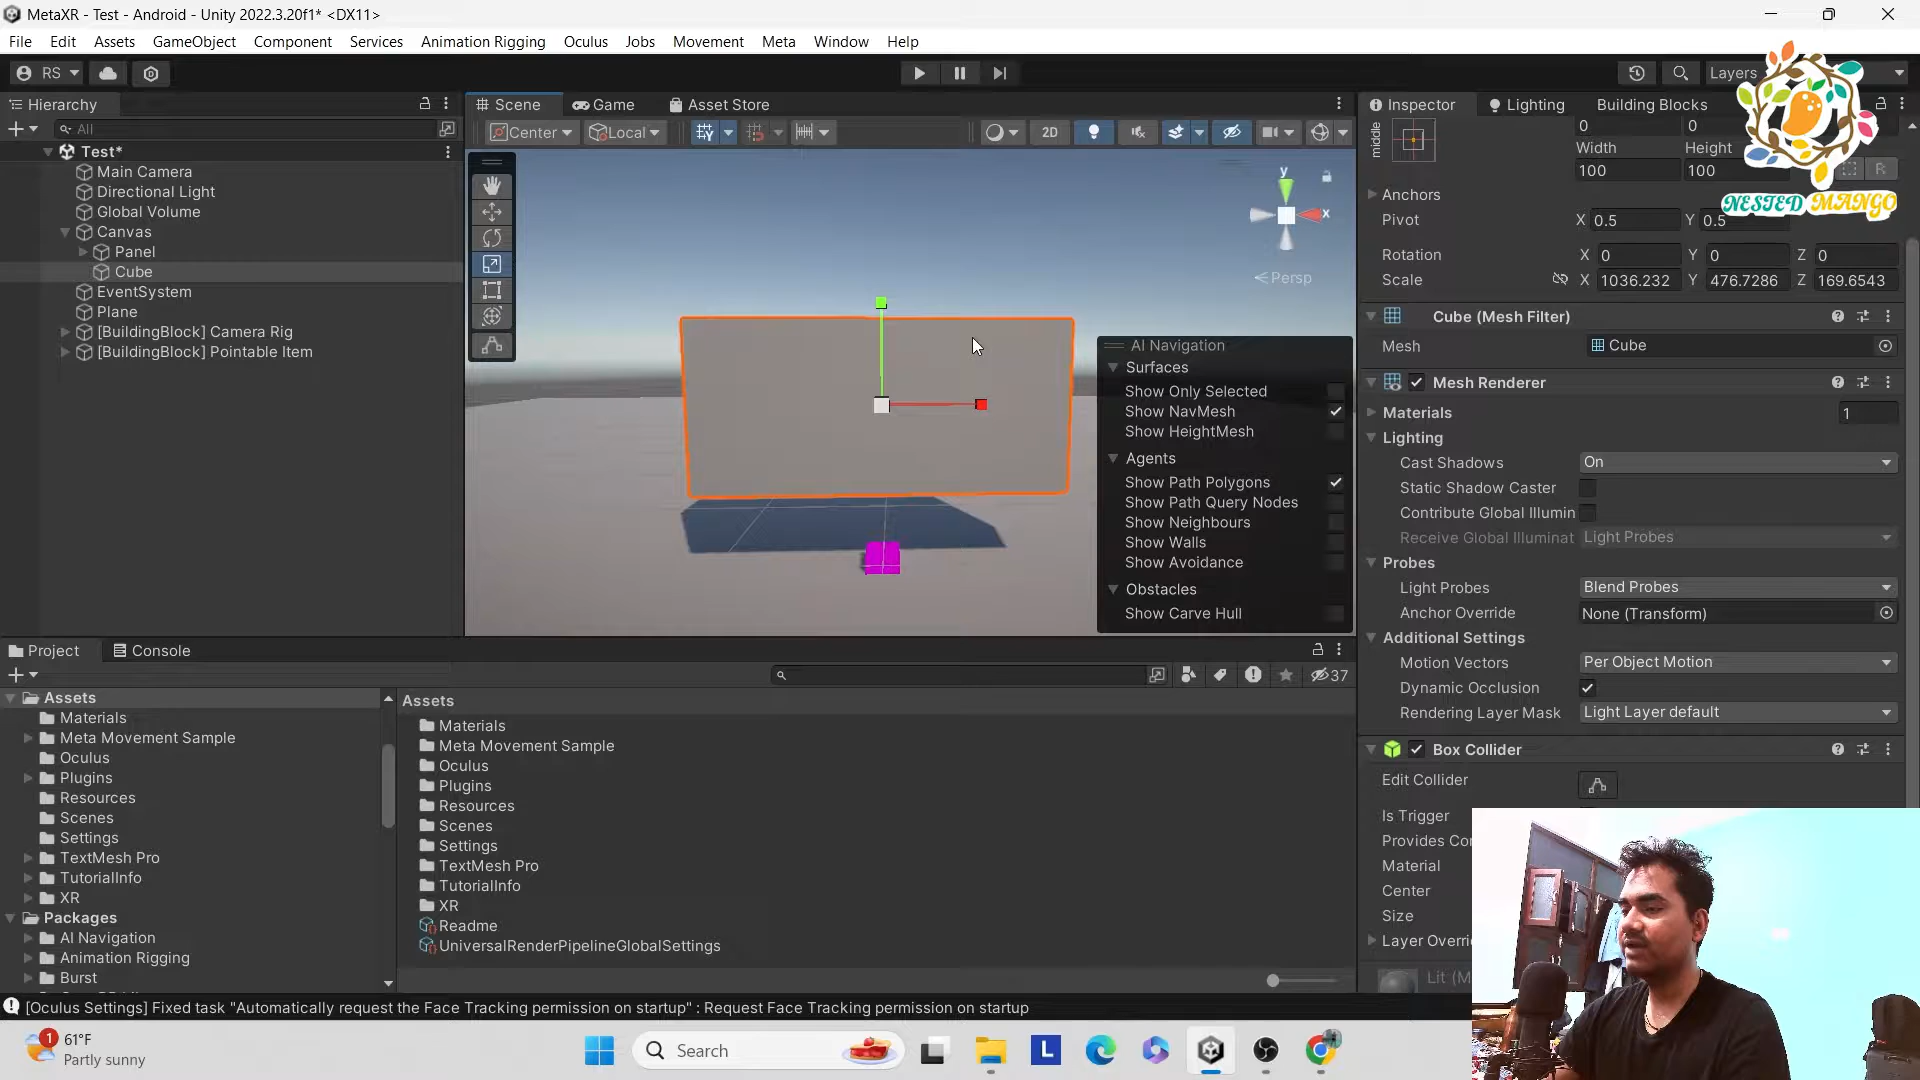 MetaXR - Test - Android - Unity 2022.3.20f1* <DX11>
File Edit Assets GameObject Component Services Animation Rigging Oculus Jobs Movement Meta Window Help
RS
Layers
NESTED MANGO
Hierarchy
All
Test*
Main Camera
Directional Light
Global Volume
Canvas
Panel
Cube
EventSystem
Plane
[BuildingBlock] Camera Rig
[BuildingBlock] Pointable Item
Scene Game Asset Store
Center Local 2D
y
x
Persp
AI Navigation
Surfaces
Show Only Selected
Show NavMesh
Show HeightMesh
Agents
Show Path Polygons
Show Path Query Nodes
Show Neighbours
Show Walls
Show Avoidance
Obstacles
Show Carve Hull
Inspector Lighting Building Blocks
middle
0 0
Width Height
100 100
R
Anchors
Pivot X 0.5 Y 0.5
Rotation X 0 Y 0 Z 0
Scale X 1036.232 Y 476.7286 Z 169.6543
Cube (Mesh Filter)
Mesh Cube
Mesh Renderer
Materials 1
Lighting
Cast Shadows On
Static Shadow Caster
Contribute Global Illumin
Receive Global Illuminat Light Probes
Probes
Light Probes Blend Probes
Anchor Override None (Transform)
Additional Settings
Motion Vectors Per Object Motion
Dynamic Occlusion
Rendering Layer Mask Light Layer default
Box Collider
Edit Collider
Is Trigger
Provides Co
Material
Center
Size
Layer Overri
Lit (M
Project Console
37
Assets
Materials
Meta Movement Sample
Oculus
Plugins
Resources
Scenes
Settings
TextMesh Pro
TutorialInfo
XR
Packages
AI Navigation
Animation Rigging
Burst
Assets
Materials
Meta Movement Sample
Oculus
Plugins
Resources
Scenes
Settings
TextMesh Pro
TutorialInfo
XR
Readme
UniversalRenderPipelineGlobalSettings
[Oculus Settings] Fixed task "Automatically request the Face Tracking permission on startup" : Request Face Tracking permission on startup
1
61°F
Partly sunny
Search
L